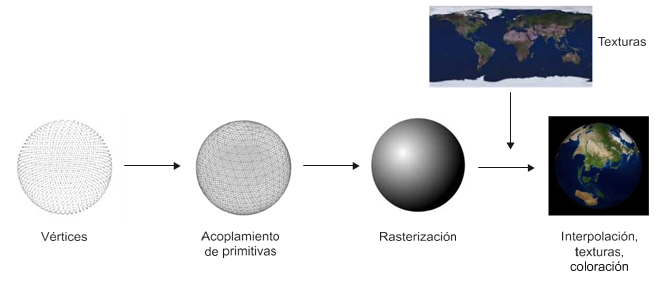 Texturas
Vértices
Acoplamiento
de primitivas
Rasterización
Interpolación,
texturas,
coloración